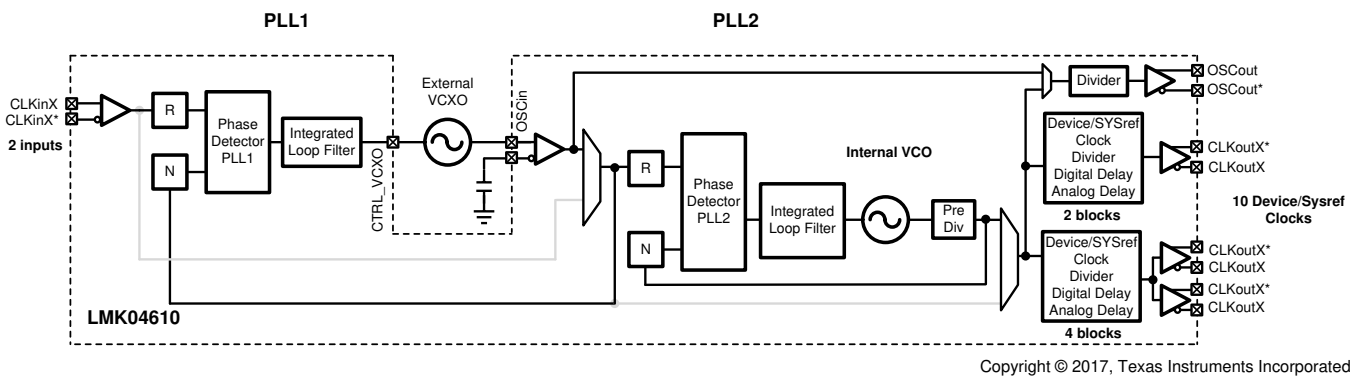 PLL1
PLL2
CLKinX
CLKinX*
2 inputs
R
N
Phase
Detector
PLL1
Integrated
Loop Filter
CTRL_VCXO
External
VCXO
OSCin
R
N
Phase
Detector
PLL2
Integrated
Loop Filter
Internal VCO
Pre
Div
Divider
OSCout
OSCout*
Device/SYSref
Clock
Divider
Digital Delay
Analog Delay
2 blocks
CLKoutX*
CLKoutX
10 Device/Sysref
Clocks
Device/SYSref
Clock
Divider
Digital Delay
Analog Delay
4 blocks
CLKoutX*
CLKoutX
CLKoutX*
CLKoutX
LMK04610
Copyright © 2017, Texas Instruments Incorporated